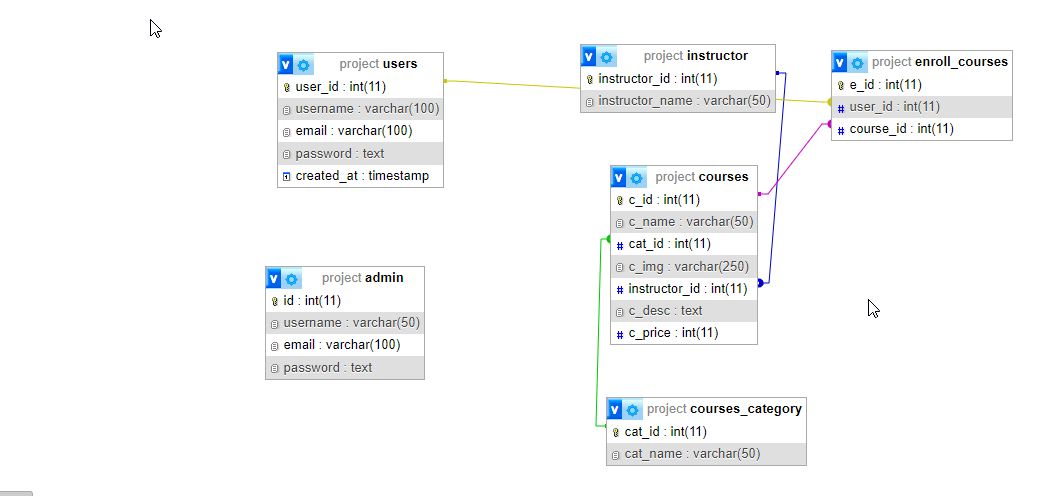 project users
user_id : int(11)
username : varchar(100)
email : varchar(100)
password : text
created_at : timestamp
project instructor
instructor_id : int(11)
instructor_name : varchar(50)
project enroll_courses
e_id : int(11)
user_id : int(11)
course_id : int(11)
project courses
c_id : int(11)
c_name : varchar(50)
cat_id : int(11)
c_img : varchar(250)
instructor_id : int(11)
c_desc : text
c_price : int(11)
project admin
id : int(11)
username : varchar(50)
email : varchar(100)
password : text
project courses_category
cat_id : int(11)
cat_name : varchar(50)